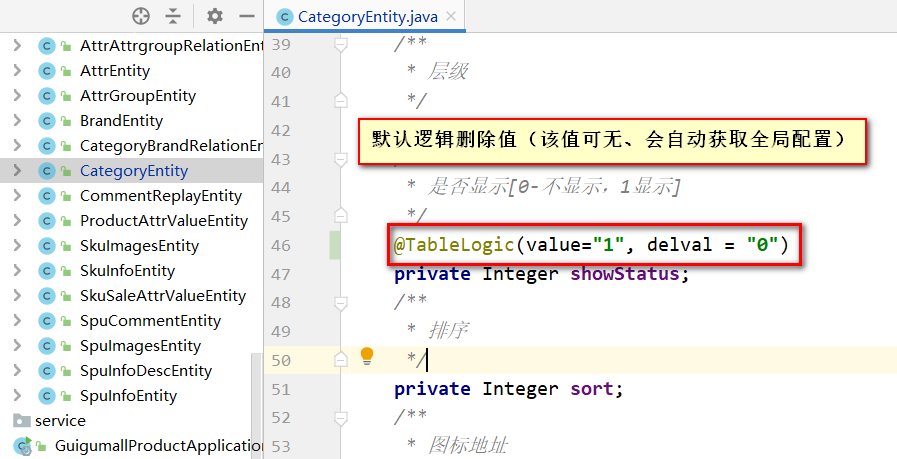 AttrAttrgroupRelationEnt
AttrEntity
AttrGroupEntity
BrandEntity
CategoryBrandRelationEn
CategoryEntity
CommentReplayEntity
ProductAttrValueEntity
SkuImagesEntity
SkuInfoEntity
SkuSaleAttrValueEntity
SpuCommentEntity
SpuImagesEntity
SpuInfoDescEntity
SpuInfoEntity
service
GuigumallProductApplication
CategoryEntity.java
39 /**
40 * 层级
41 */
42
默认逻辑删除值（该值可无、会自动获取全局配置）
43
44 * 是否显示[0-不显示，1显示]
45 */
46 @TableLogic(value="1", delval = "0")
47 private Integer showStatus;
48 /**
49 * 排序
50 */
51 private Integer sort;
52 /**
53 * 图标地址